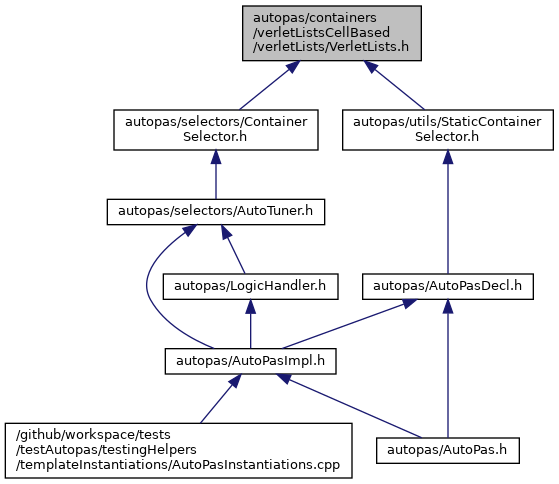 autopas/containers
/verletListsCellBased
/verletLists/VerletLists.h
autopas/selectors/Container
Selector.h
autopas/utils/StaticContainer
Selector.h
autopas/selectors/AutoTuner.h
autopas/LogicHandler.h
autopas/AutoPasDecl.h
autopas/AutoPasImpl.h
/github/workspace/tests
/testAutopas/testingHelpers
/templateInstantiations/AutoPasInstantiations.cpp
autopas/AutoPas.h